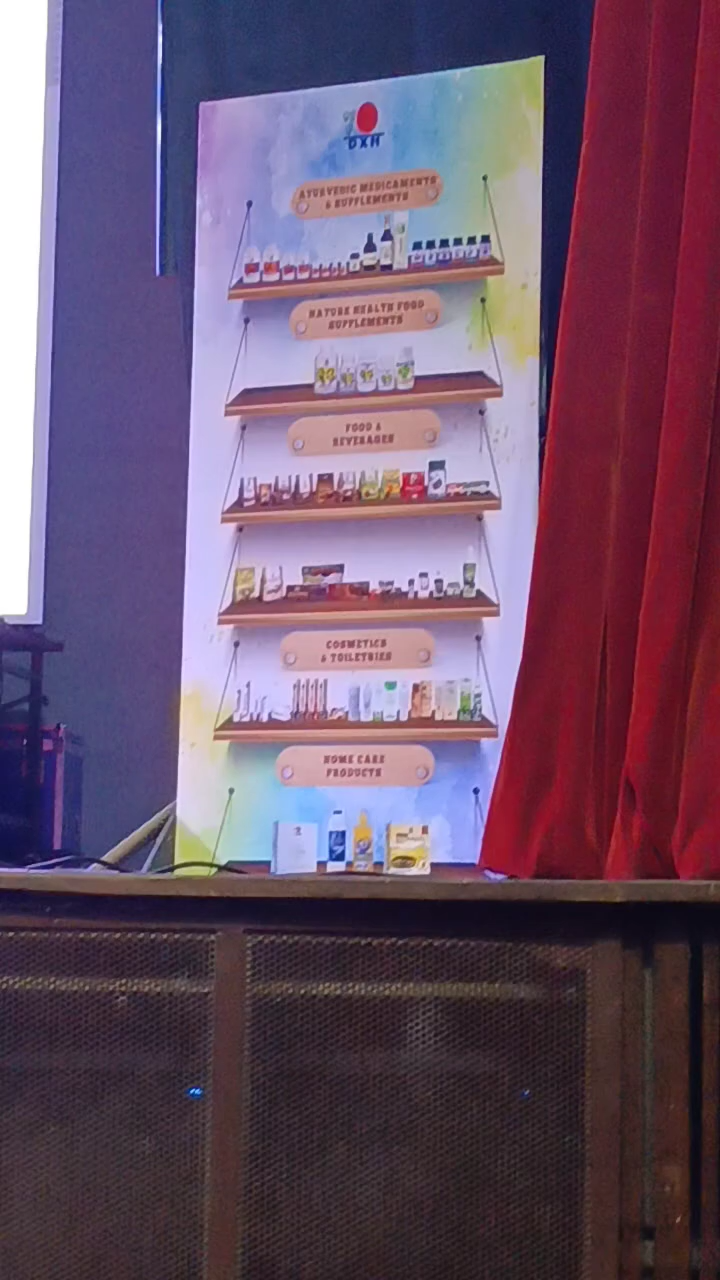 DXN
AYURVEDIC MEDICAMENTS
& SUPPLEMENTS
NATURE HEALTH FOOD
SUPPLEMENTS
FOOD &
BEVERAGES
COSMETICS
& TOILETRIES
HOME CARE
PRODUCTS